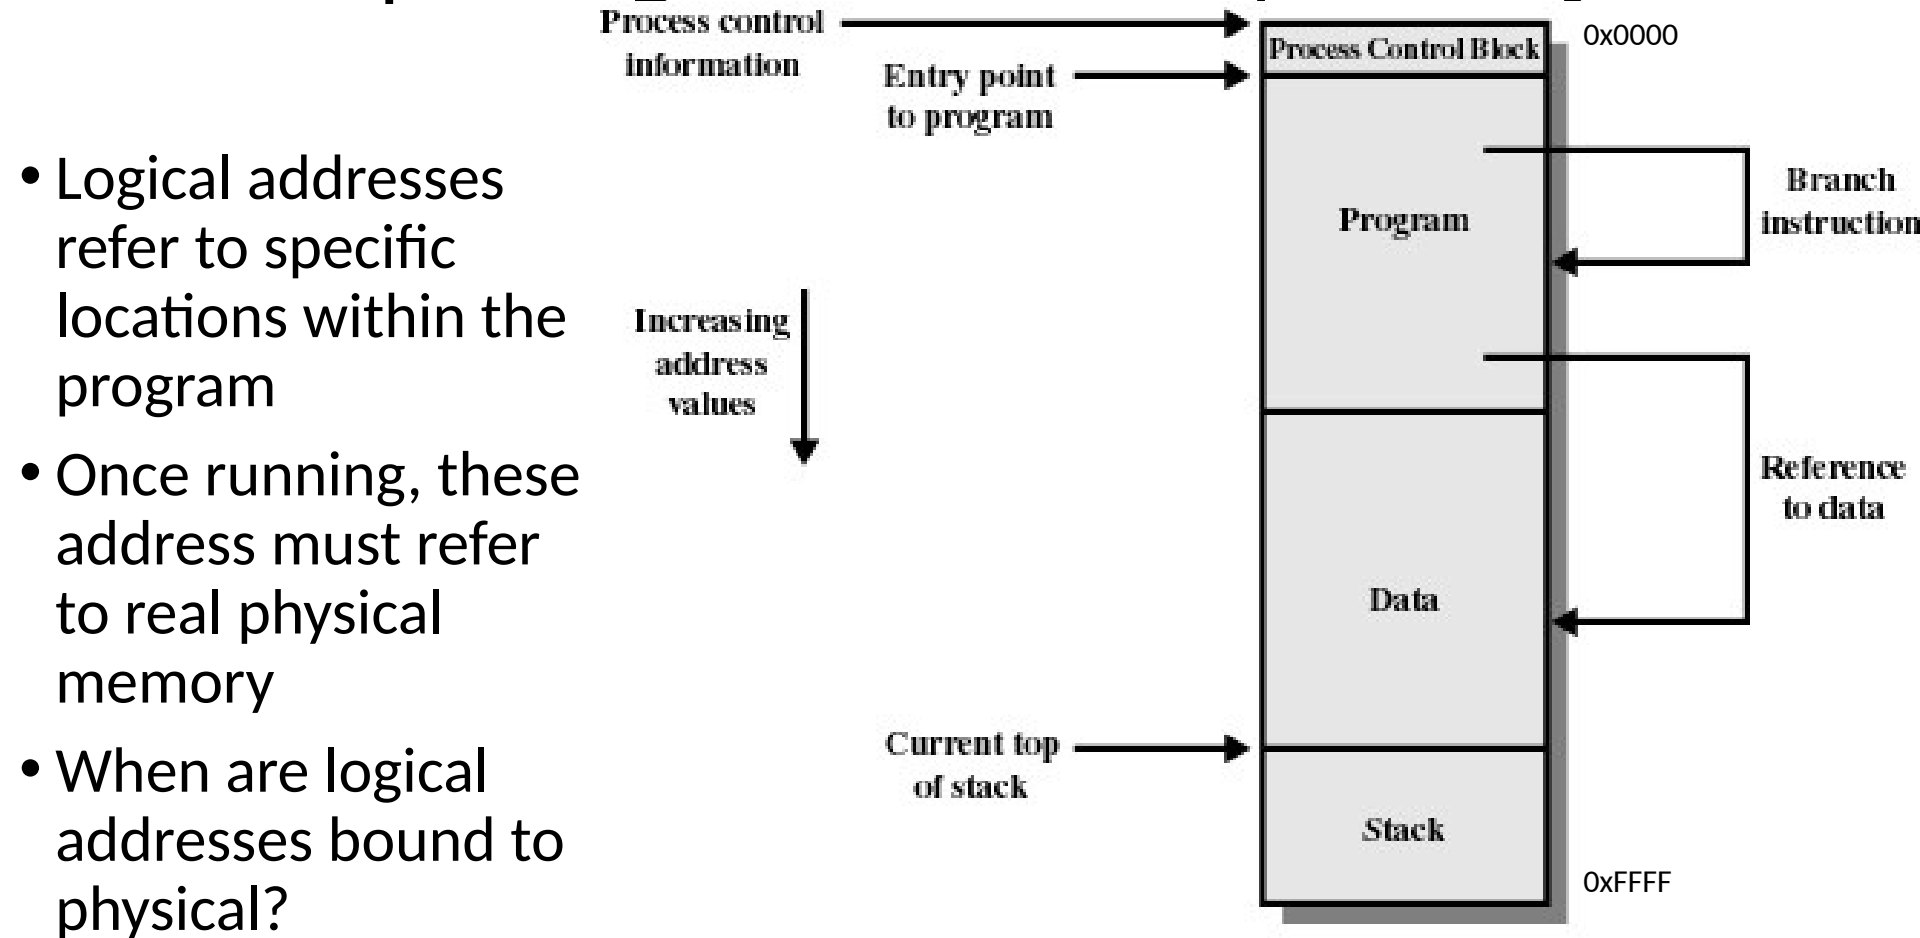 • Logical addresses
refer to specific
locations within the
program
• Once running, these
address must refer
to real physical
memory
• When are logical
addresses bound to
physical?
Process control
information
Entry point
to program
Increasing
address
values
Current top
of stack
Process Control Block
Program
Data
Stack
0x0000
Branch
instruction
Reference
to data
0xFFFF